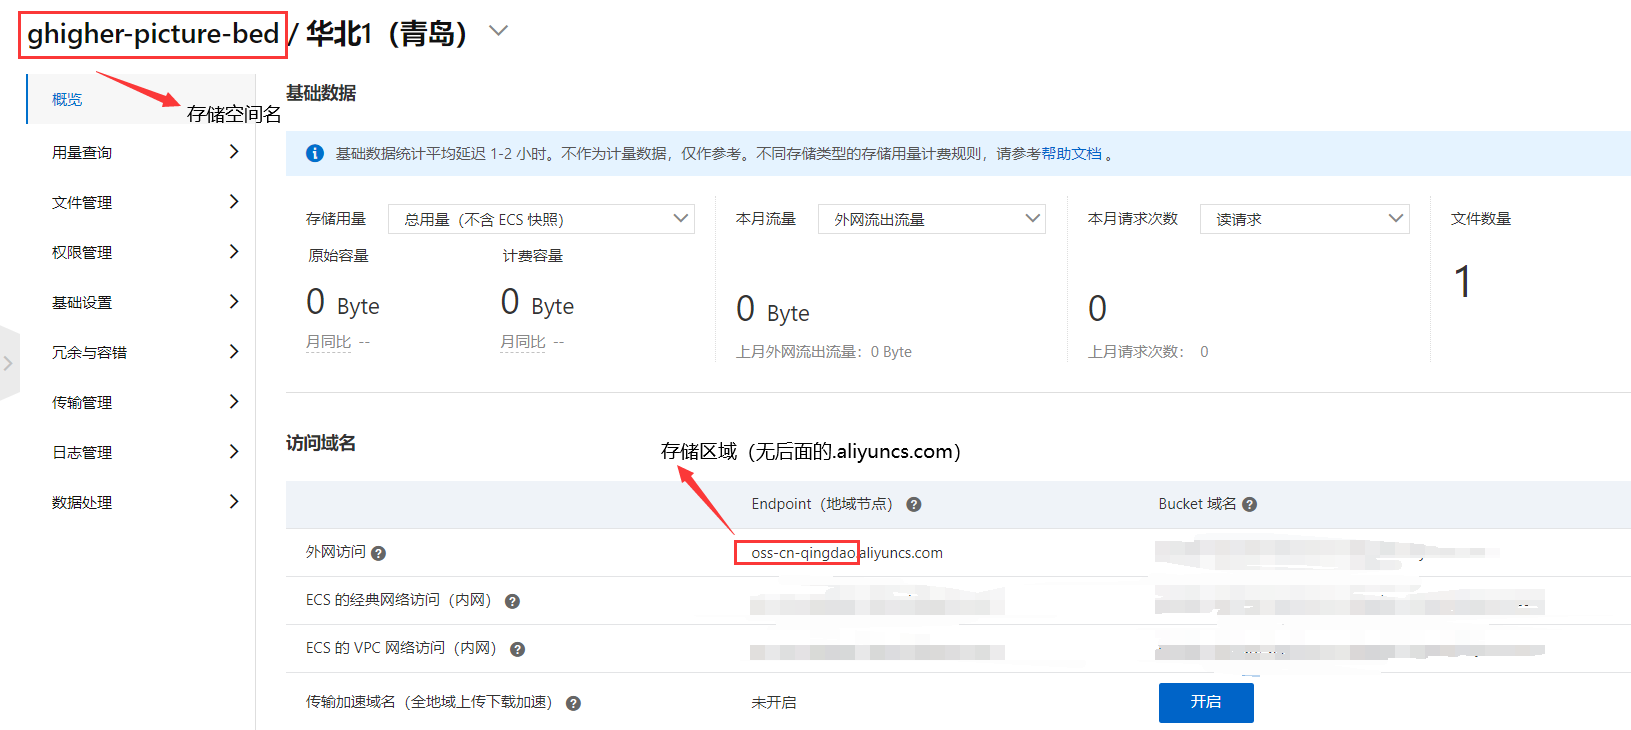 ghigher-picture-bed / 华北1（青岛）
概览
存储空间名
用量查询
文件管理
权限管理
基础设置
冗余与容错
传输管理
日志管理
数据处理
基础数据
基础数据统计平均延迟 1-2 小时。不作为计量数据，仅作参考。不同存储类型的存储用量计费规则，请参考帮助文档 。
存储用量 总用量（不含 ECS 快照） 本月流量 外网流出流量 本月请求次数 读请求 文件数量
原始容量 计费容量
0 Byte 0 Byte 0 Byte 0 1
月同比 -- 月同比 -- 上月外网流出流量：0 Byte 上月请求次数： 0
访问域名
存储区域（无后面的.aliyuncs.com）
Endpoint（地域节点） Bucket 域名
外网访问 oss-cn-qingdao.aliyuncs.com
ECS 的经典网络访问（内网）
ECS 的 VPC 网络访问（内网）
传输加速域名（全地域上传下载加速） 未开启 开启